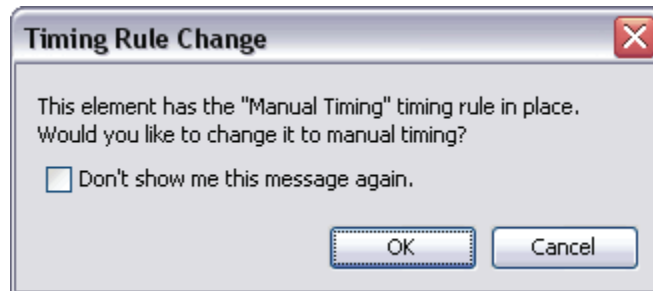 Timing Rule Change
This element has the "Manual Timing" timing rule in place.
Would you like to change it to manual timing?
Don't show me this message again.
OK Cancel